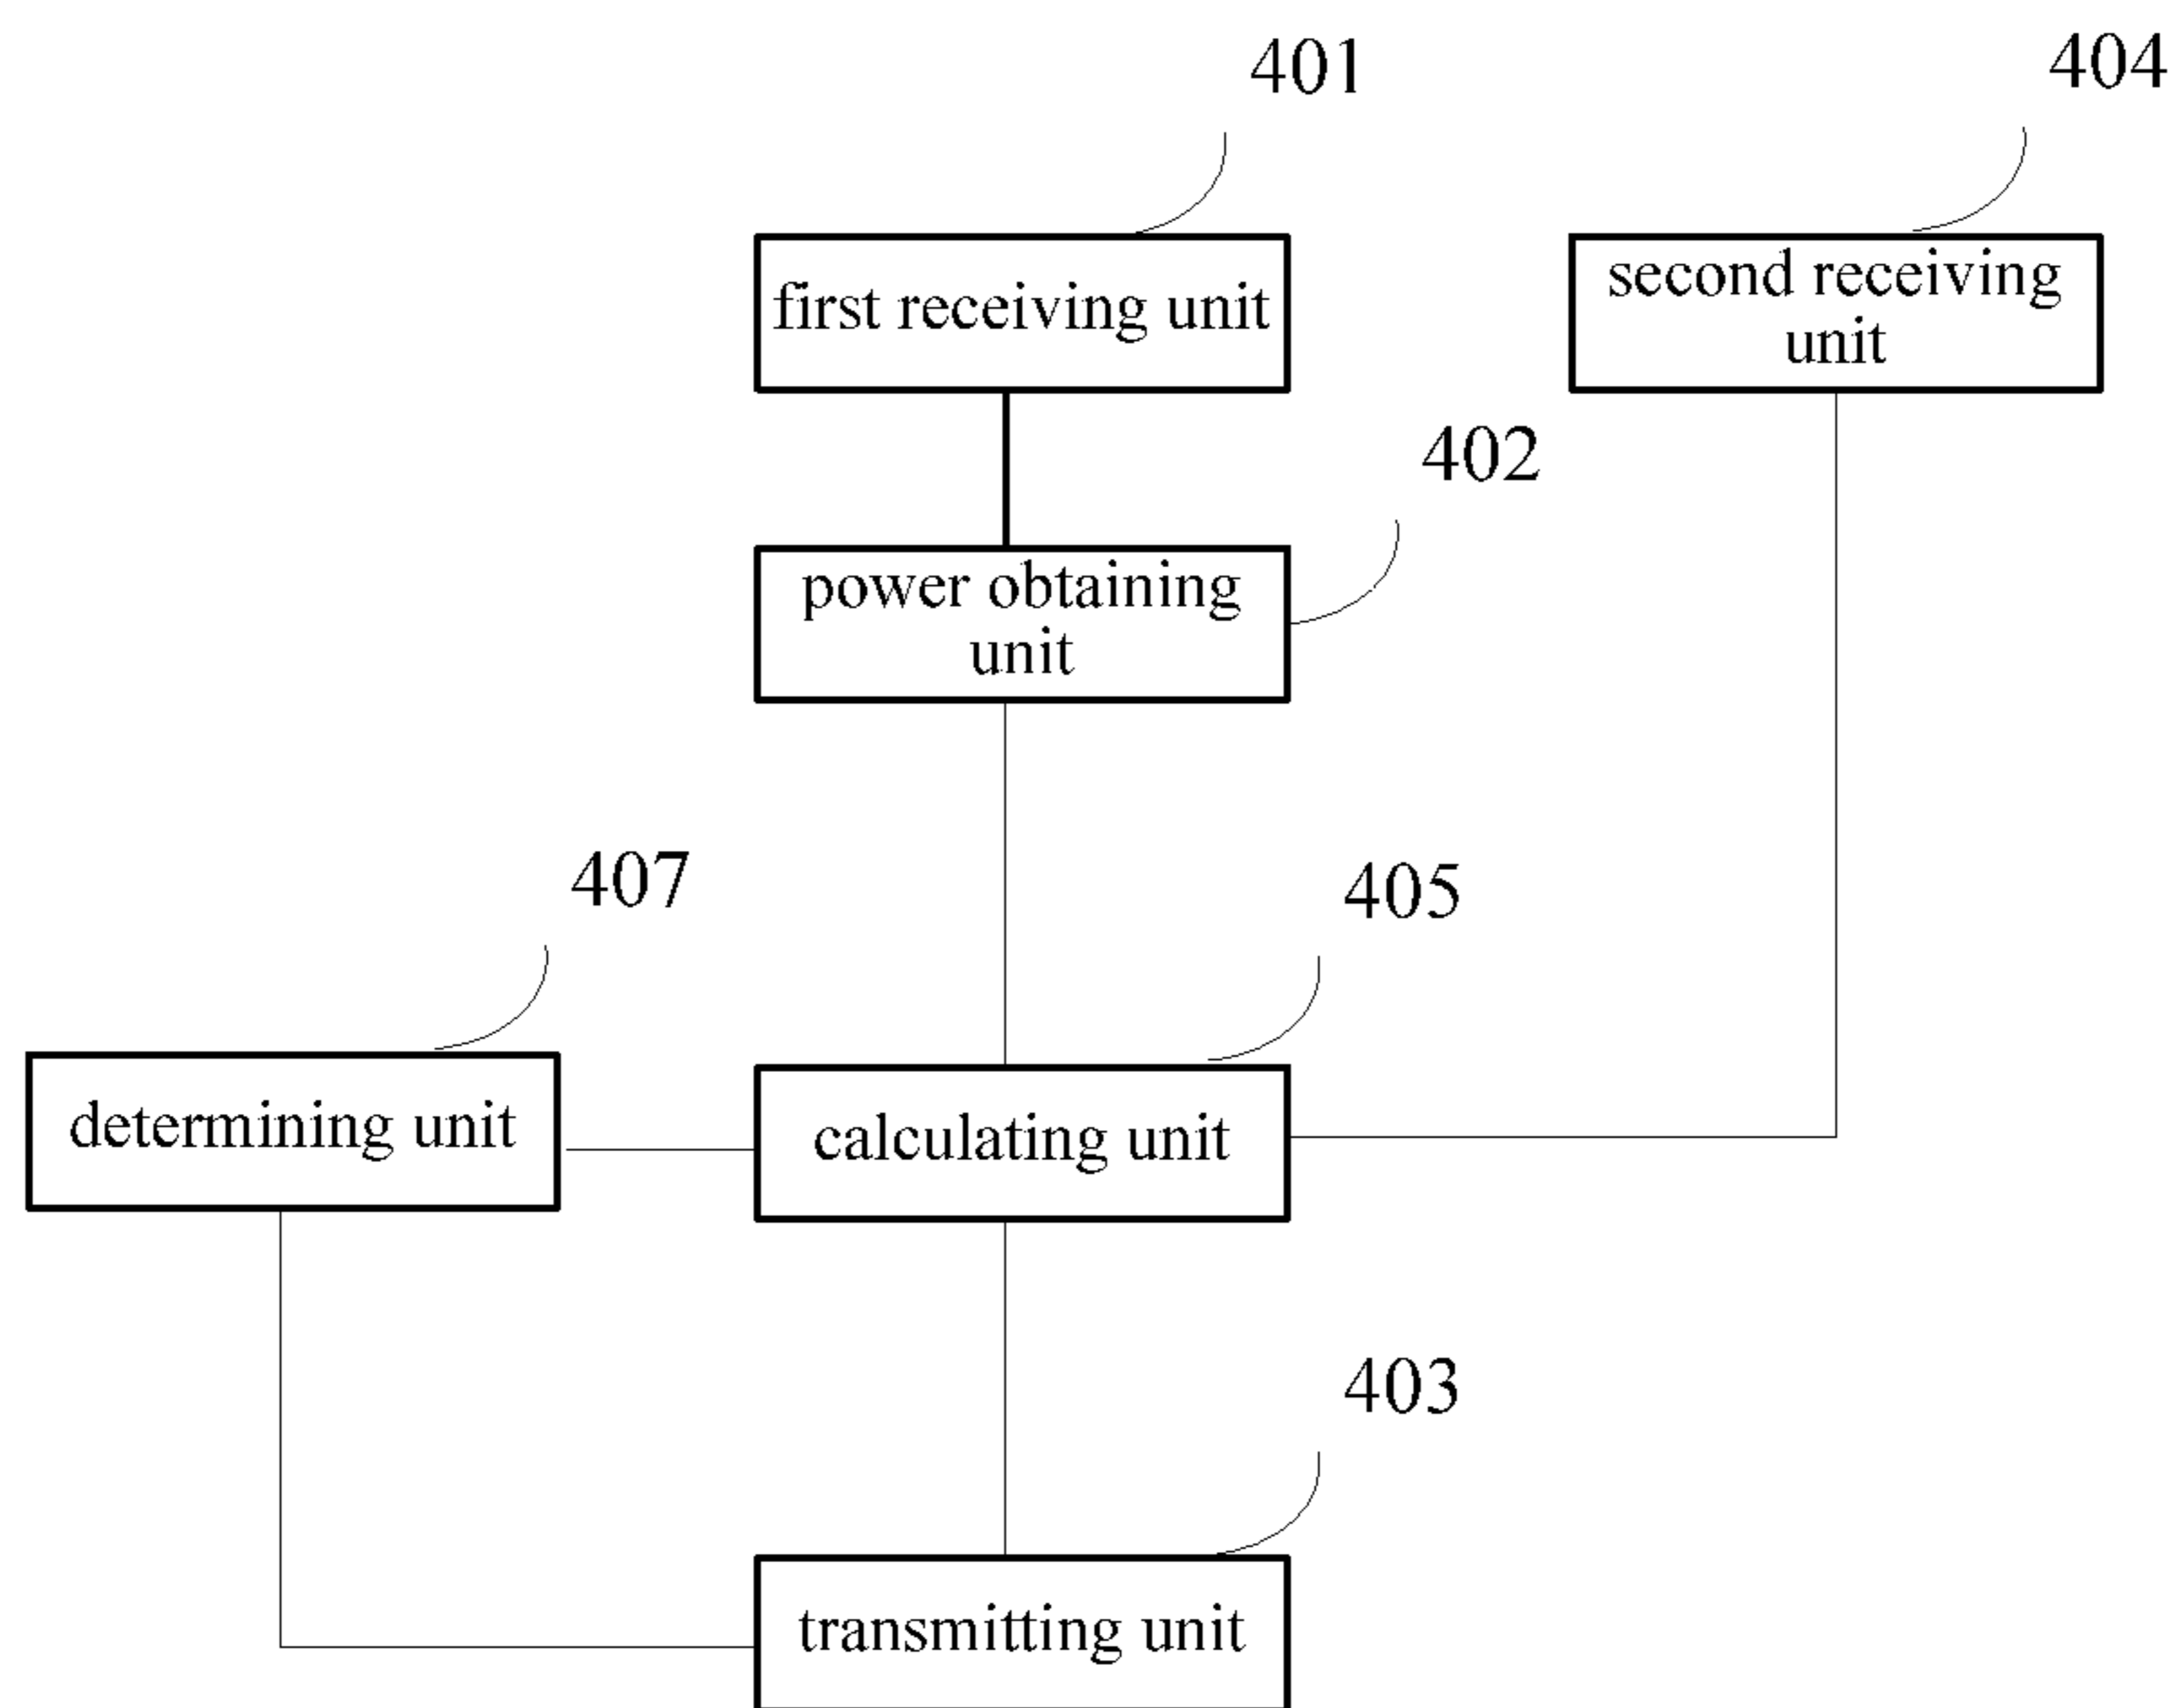 401
404
first receiving unit
second receiving
unit
402
power obtaining
unit
407
405
determining unit
calculating unit
403
transmitting unit